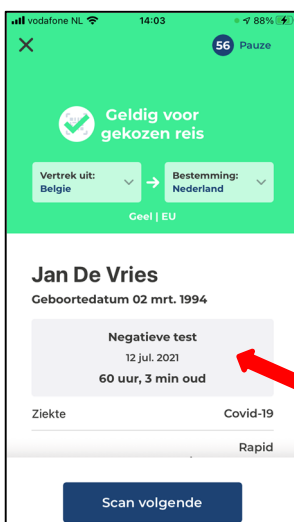 vodafone NL 14:03 88%
56 Pauze
Geldig voor
gekozen reis
Vertrek uit: Bestemming:
Belgie Nederland
Geel | EU
Jan De Vries
Geboortedatum 02 mrt. 1994
Negatieve test
12 jul. 2021
60 uur, 3 min oud
Ziekte Covid-19
Rapid
Scan volgende